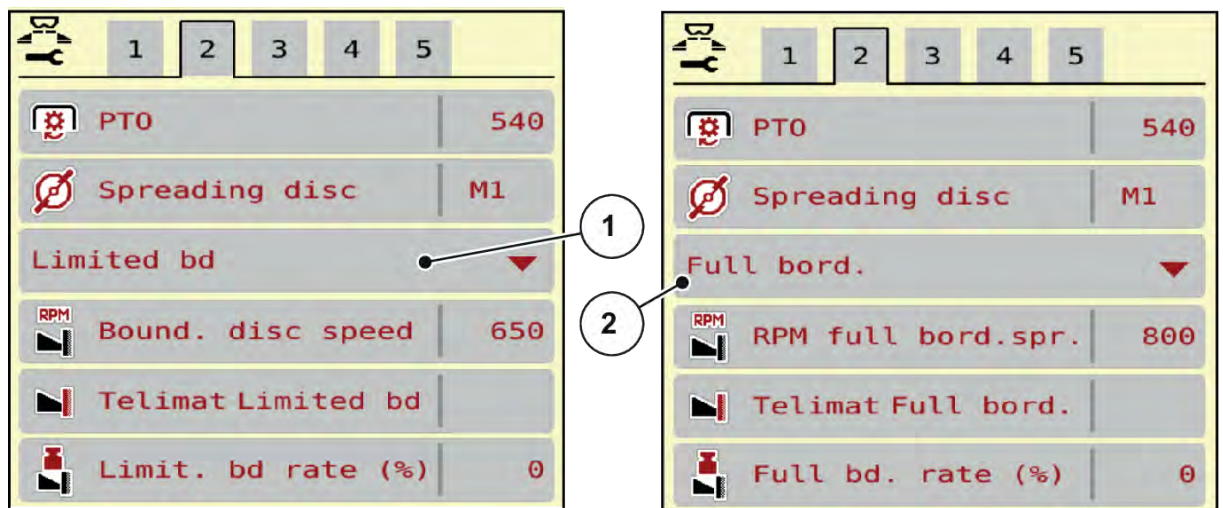 1 2 3 4 5
PTO 540
Spreading disc M1
Limited bd
RPM
Bound. disc speed 650
Telimat Limited bd
Limit. bd rate (%) 0
1
2
1 2 3 4 5
PTO 540
Spreading disc M1
Full bord.
RPM
RPM full bord.spr. 800
Telimat Full bord.
Full bd. rate (%) 0